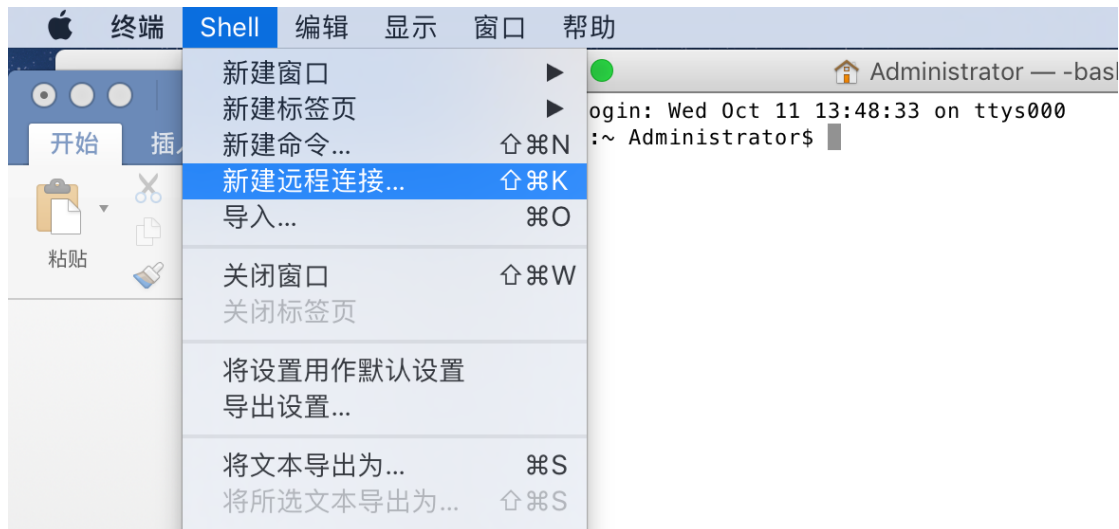 终端 Shell 编辑 显示 窗口 帮助
新建窗口
新建标签页
新建命令... ⇧⌘N
新建远程连接... ⇧⌘K
导入... ⌘O
关闭窗口 ⇧⌘W
关闭标签页
将设置用作默认设置
导出设置...
将文本导出为... ⌘S
将所选文本导出为... ⇧⌘S
开始 插
粘贴
Administrator — -bas
ogin: Wed Oct 11 13:48:33 on ttys000
:~ Administrator$